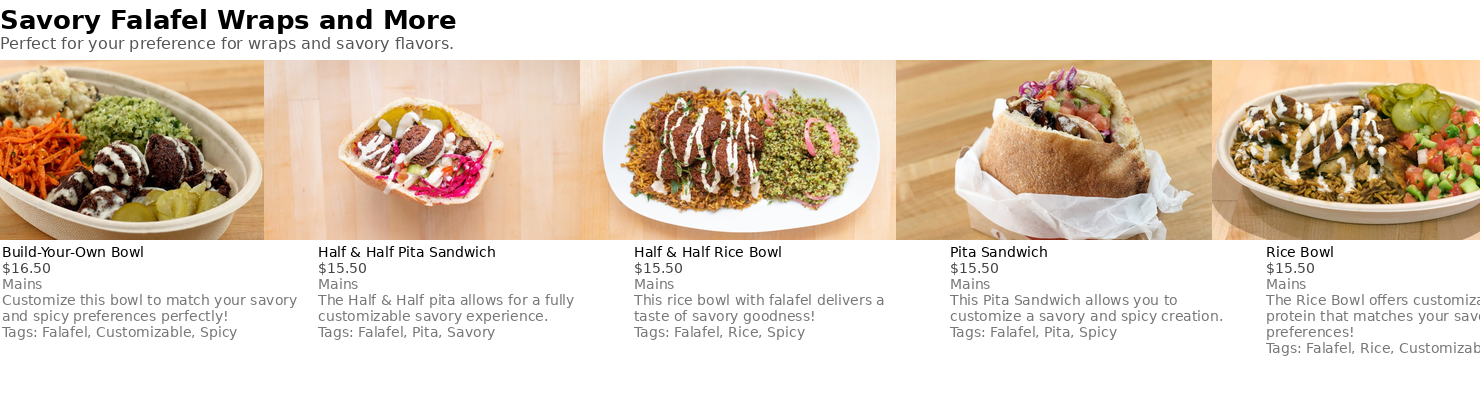 Savory Falafel Wraps and More
Perfect for your preference for wraps and savory flavors.
Build-Your-Own Bowl
$16.50
Mains
Customize this bowl to match your savory
and spicy preferences perfectly!
Tags: Falafel, Customizable, Spicy
Half & Half Pita Sandwich
$15.50
Mains
The Half & Half pita allows for a fully
customizable savory experience.
Tags: Falafel, Pita, Savory
Half & Half Rice Bowl
$15.50
Mains
This rice bowl with falafel delivers a
taste of savory goodness!
Tags: Falafel, Rice, Spicy
Pita Sandwich
$15.50
Mains
This Pita Sandwich allows you to
customize a savory and spicy creation.
Tags: Falafel, Pita, Spicy
Rice Bowl
$15.50
Mains
The Rice Bowl offers
protein that matches your
preferences!
Tags: Falafel, Rice,